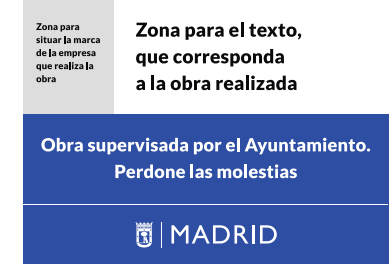 Zona para
situar la marca
de la empresa
que realiza la
obra
Zona para el texto,
que corresponda
a la obra realizada
Obra supervisada por el Ayuntamiento.
Perdone las molestias
MADRID